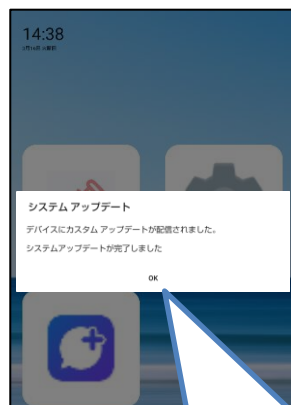 14:38
システム アップデート
デバイスにカスタム アップデートが配信されました。
システムアップデートが完了しました
OK